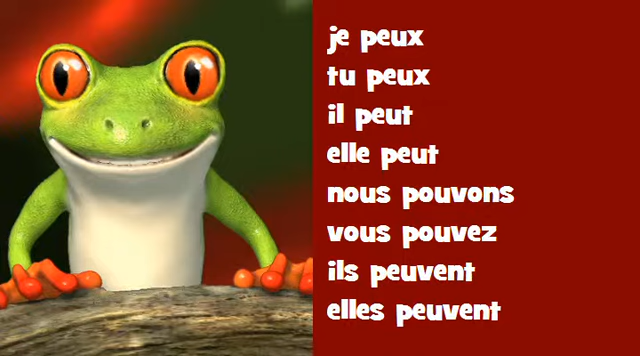 je peux
tu peux
il peut
elle peut
nous pouvons
vous pouvez
ils peuvent
elles peuvent